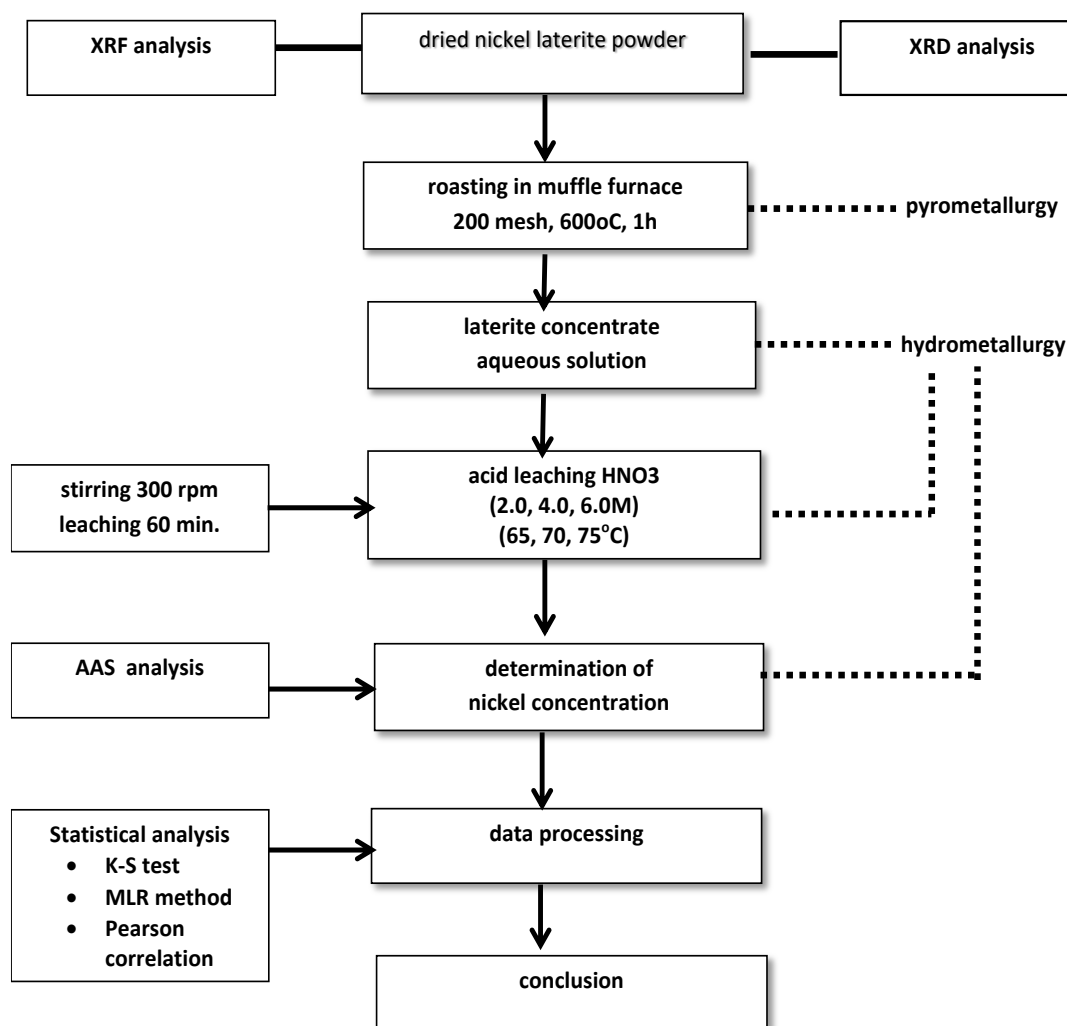 XRF analysis
dried nickel laterite powder
XRD analysis
roasting in muffle furnace
200 mesh, 600oC, 1h
pyrometallurgy
laterite concentrate
aqueous solution
hydrometallurgy
stirring 300 rpm
leaching 60 min.
acid leaching HNO3
(2.0, 4.0, 6.0M)
(65, 70, 75°C)
AAS  analysis
determination of
nickel concentration
Statistical analysis
• K-S test
• MLR method
• Pearson
correlation
data processing
conclusion